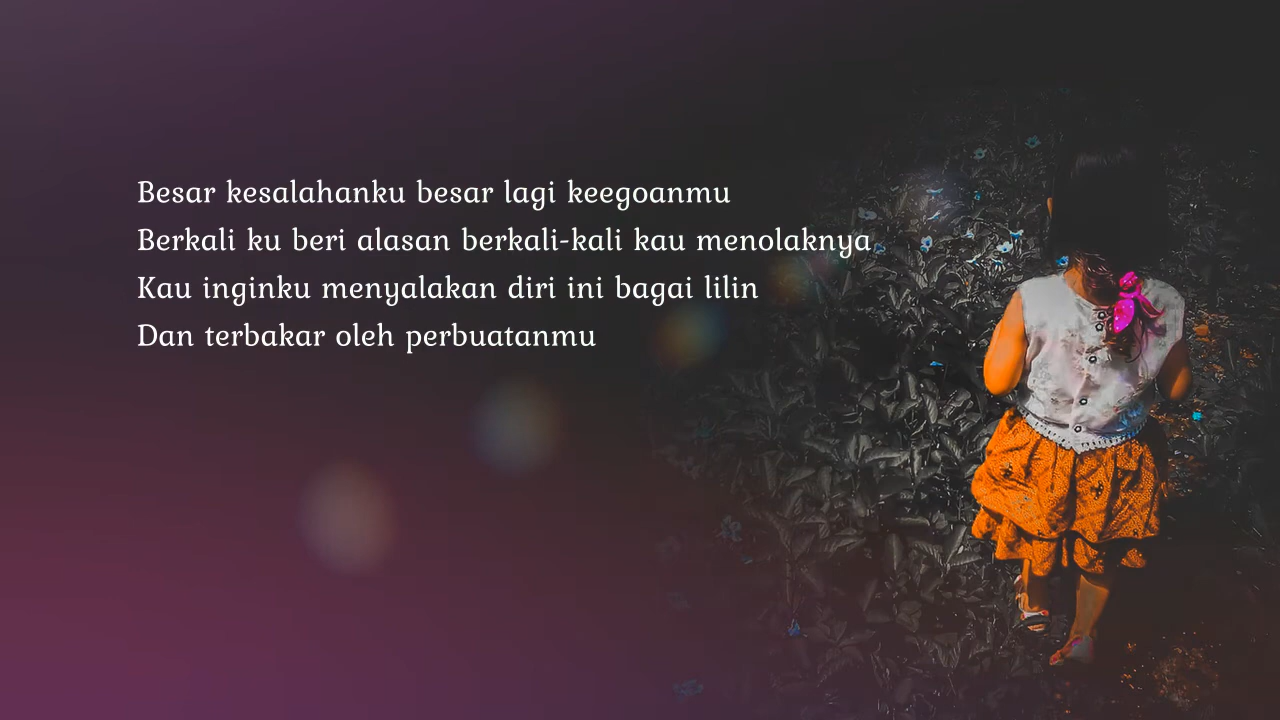 Besar kesalahanku besar lagi keegoanmu
Berkali ku beri alasan berkali-kali kau menolaknya
Kau inginku menyalakan diri ini bagai lilin
Dan terbakar oleh perbuatanmu